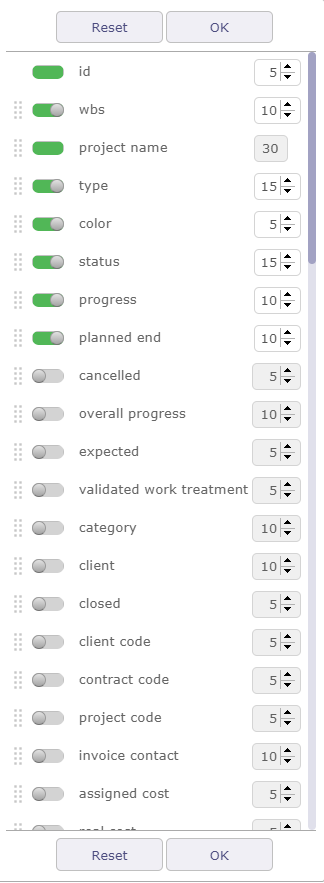 Reset OK
id 5
wbs 10
project name 30
type 15
color 5
status 15
progress 10
planned end 10
cancelled 5
overall progress 10
expected 5
validated work treatment 5
category 10
client 10
closed 5
client code 5
contract code 5
project code 5
invoice contact 10
assigned cost 5
Reset OK